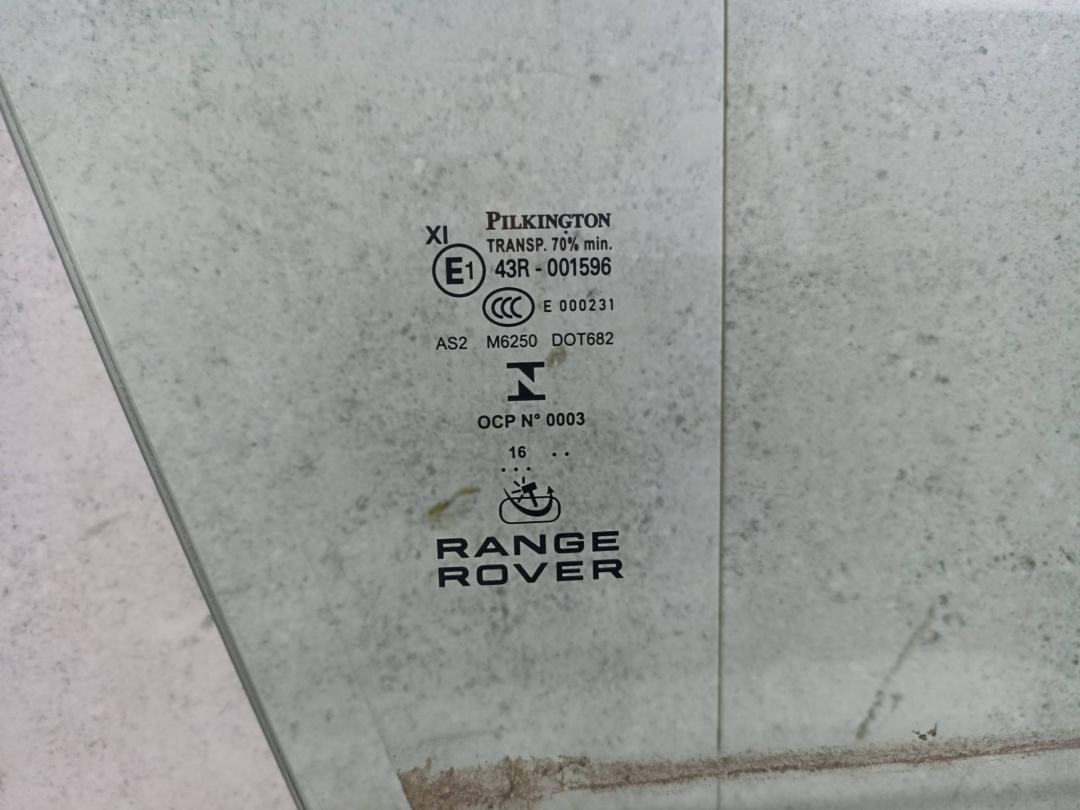 PILKINGTON
XI TRANSP. 70% min.
E1 43R - 001596
CCC E 000231
AS2 M6250 DOT682
OCP N° 0003
16 . .
. . .
RANGE
ROVER